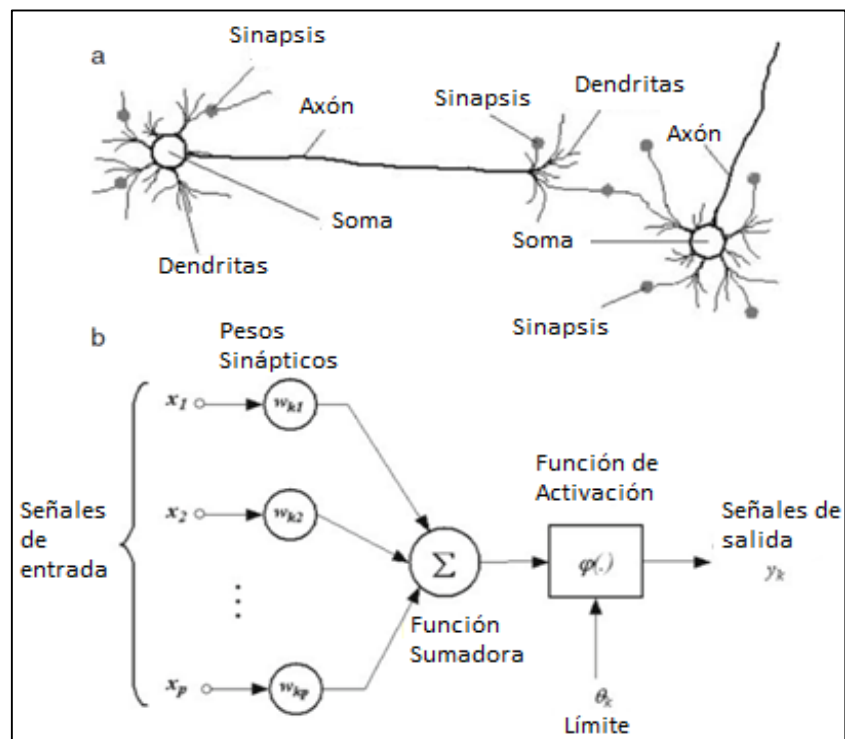 a
Sinapsis
Axón
Sinapsis
Dendritas
Axón
Soma
Soma
Dendritas
Sinapsis
b
Pesos
Sinápticos
x1
wk1
Señales
de
entrada
x2
wk2
⋮
xp
wkp
Σ
Función
Sumadora
Función de
Activación
φ(.)
θk
Límite
Señales de
salida
yk